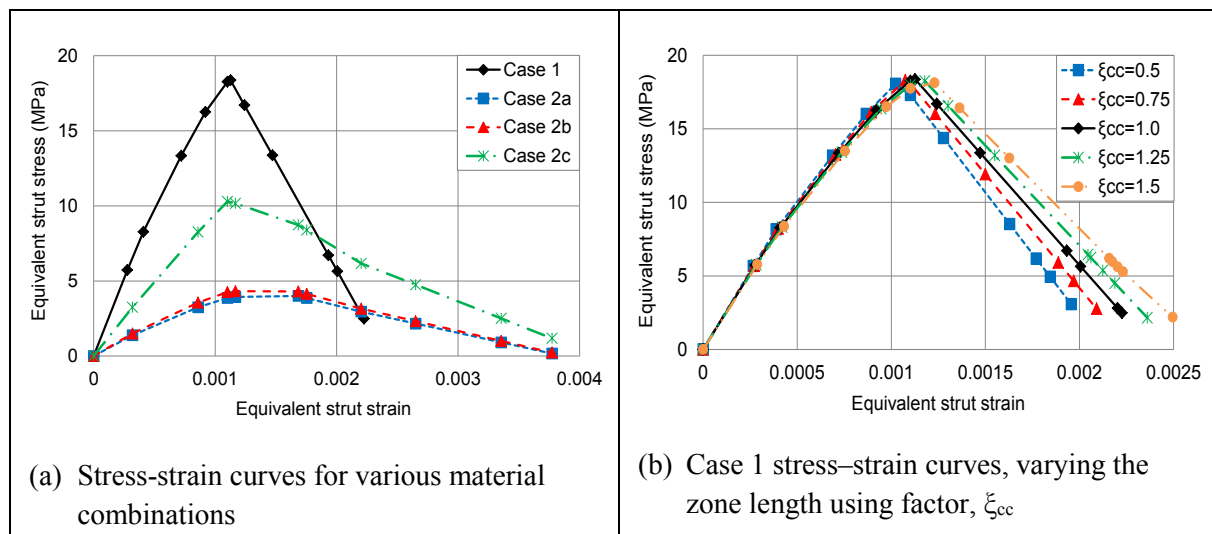 20
15
10
5
0
Equivalent strut stress (MPa)
Case 1
Case 2a
Case 2b
Case 2c
0
0.001
0.002
0.003
0.004
Equivalent strut strain
(a) Stress-strain curves for various material
combinations
20
15
10
5
0
Equivalent strut stress (MPa)
ξcc=0.5
ξcc=0.75
ξcc=1.0
ξcc=1.25
ξcc=1.5
0
0.0005
0.001
0.0015
0.002
0.0025
Equivalent strut strain
(b) Case 1 stress–strain curves, varying the
zone length using factor, ξcc